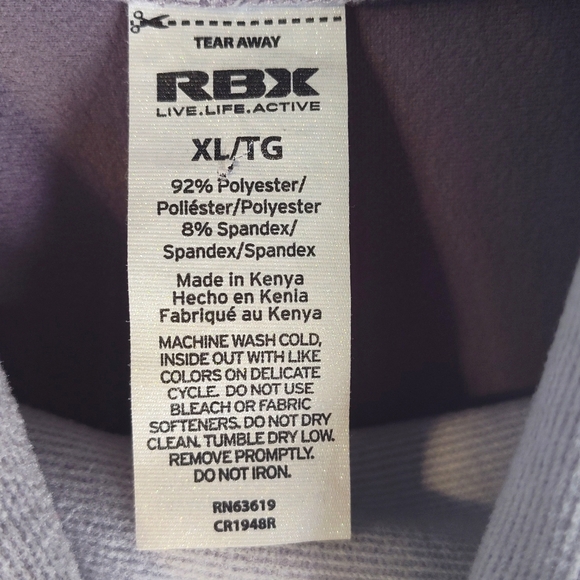 TEAR AWAY
RBX
LIVE.LIFE.ACTIVE
XL/TG
92% Polyester/
Poliéster/Polyester
8% Spandex/
Spandex/Spandex
Made in Kenya
Hecho en Kenia
Fabriqué au Kenya
MACHINE WASH COLD,
INSIDE OUT WITH LIKE
COLORS ON DELICATE
CYCLE. DO NOT USE
BLEACH OR FABRIC
SOFTENERS. DO NOT DRY
CLEAN. TUMBLE DRY LOW.
REMOVE PROMPTLY.
DO NOT IRON.
RN63619
CR1948R